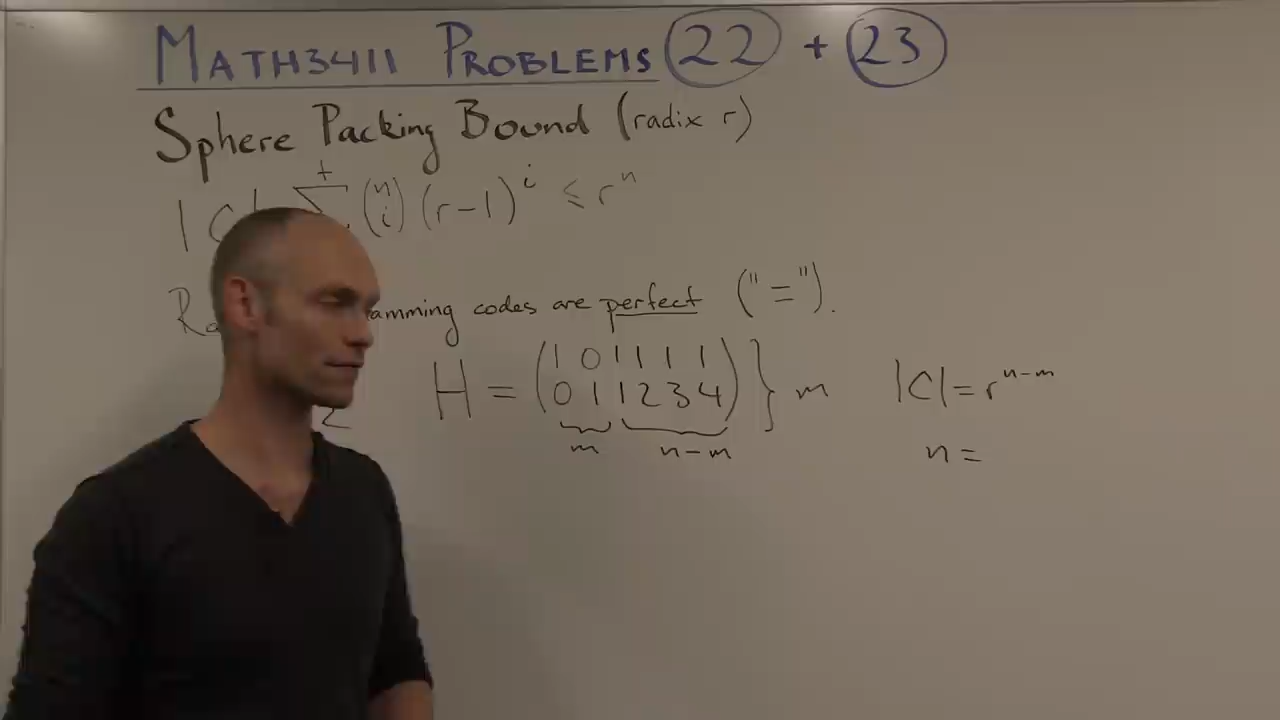 MATH3411 PROBLEMS 22 + 23
Sphere Packing Bound (radix r)
|C| ∑ᵗ (n i) (r-1)^i ≤ r^n
amming codes are perfect ("=").
H = (1 0 1 1 1 1 / 0 1 1 2 3 4) } m |C| = r^{n-m}
m n-m n =